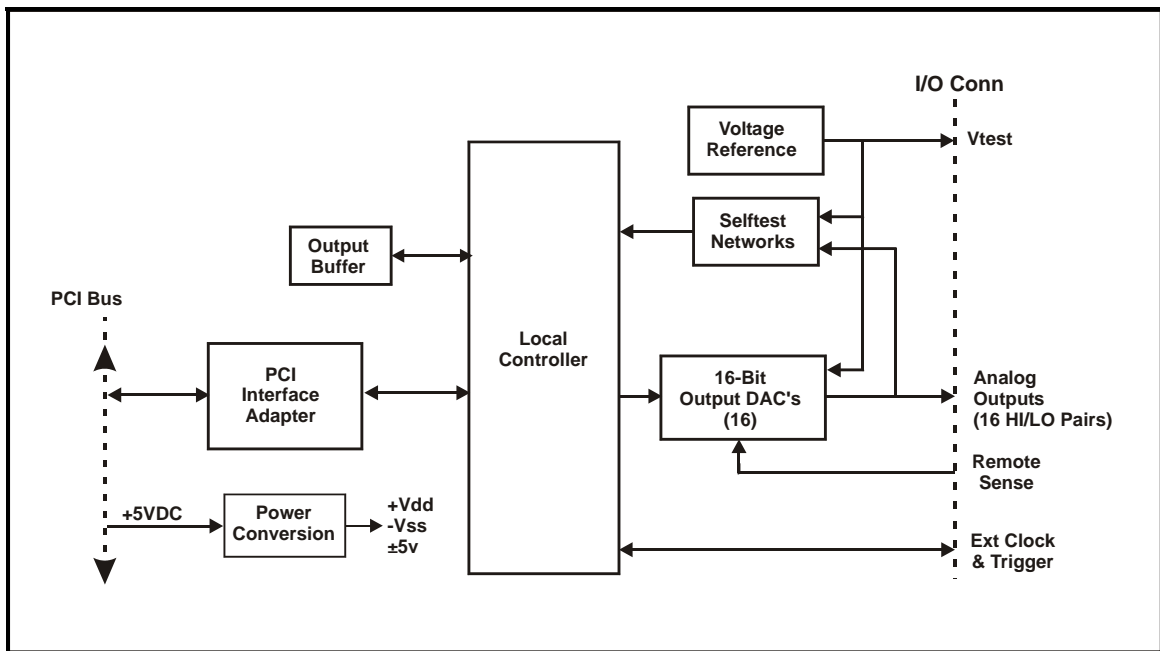 I/O Conn
Voltage
Reference
Vtest
Selftest
Networks
Output
Buffer
PCI Bus
Local
Controller
PCI
Interface
Adapter
16-Bit
Output DAC's
(16)
Analog
Outputs
(16 HI/LO Pairs)
Remote
Sense
+5VDC
Power
Conversion
+Vdd
-Vss
±5v
Ext Clock
& Trigger